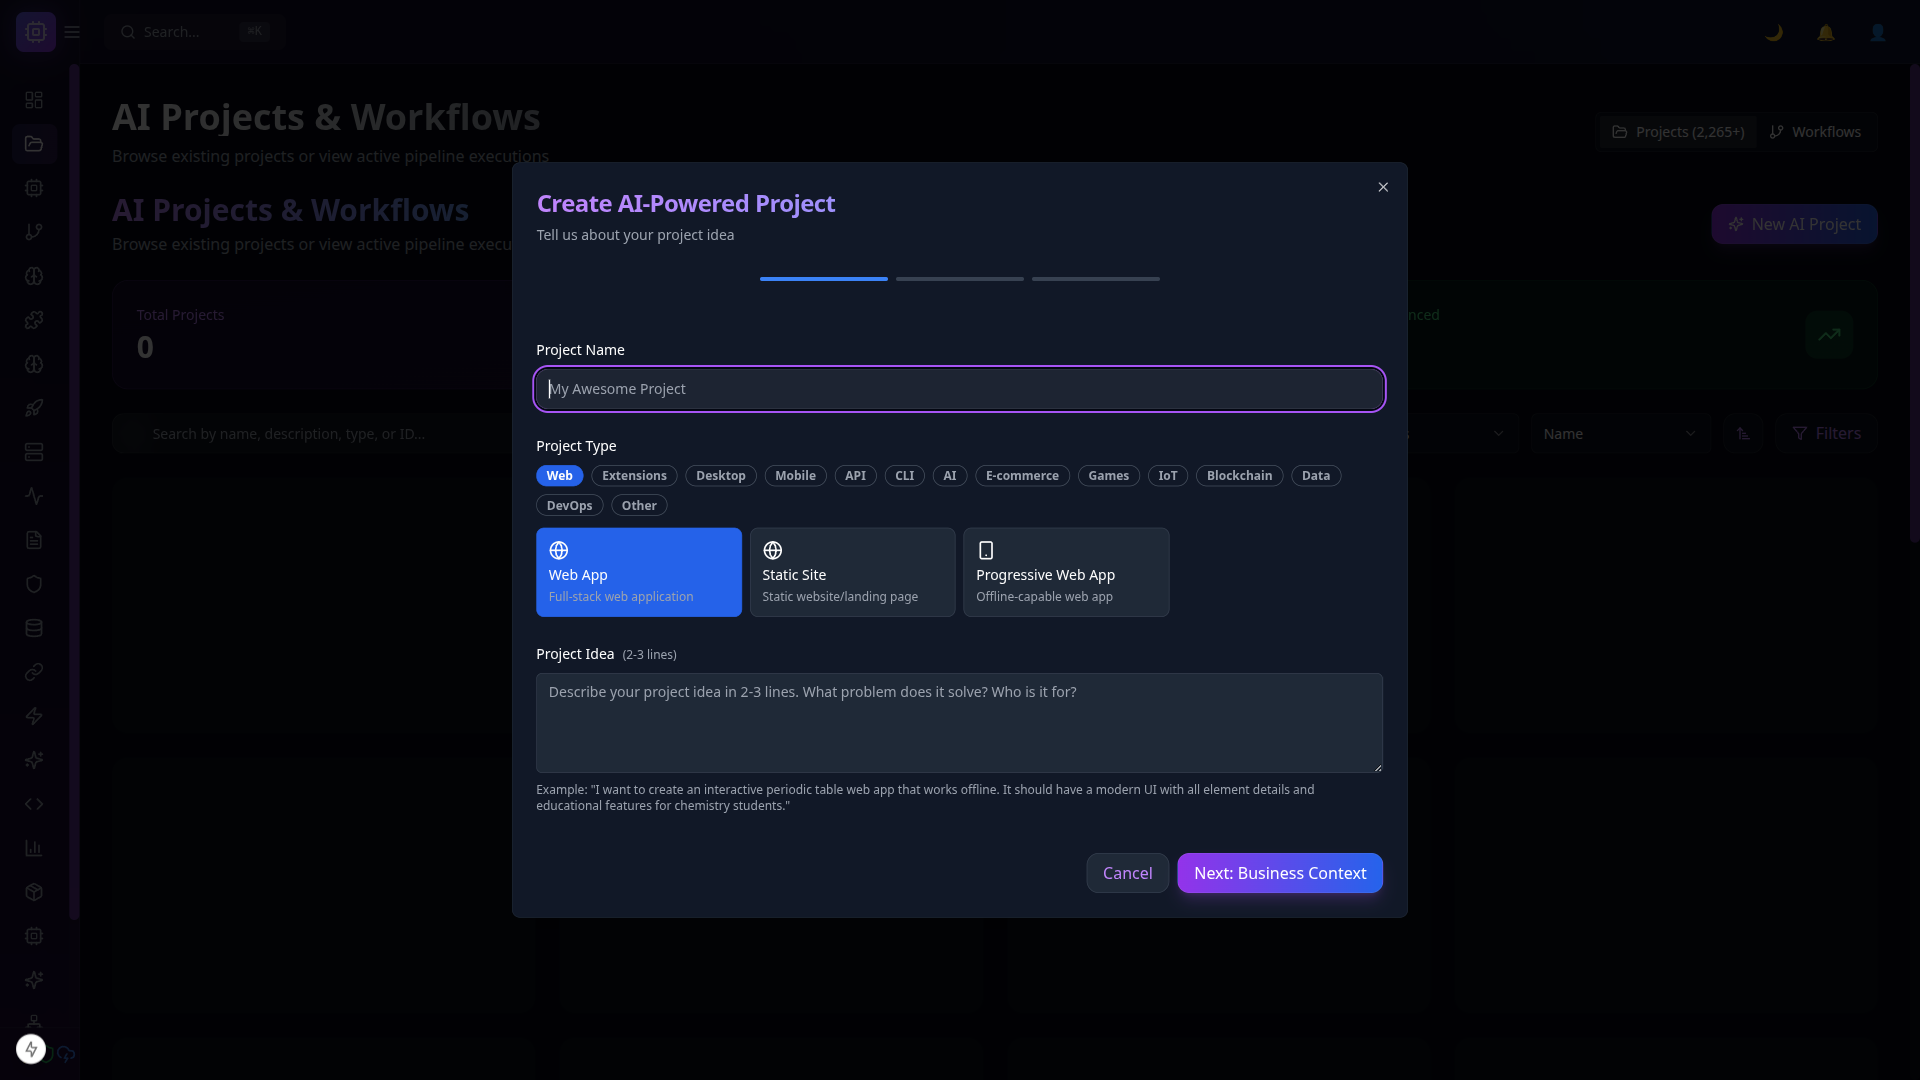 Search...
⌘K
AI Projects & Workflows
Browse existing projects or view active pipeline executions
Projects (2,265+)
Workflows
AI Projects & Workflows
Browse existing projects or view active pipeline
New AI Project
Total Projects
0
Search by name, description, type, or ID...
Name
Filters
Create AI-Powered Project
Tell us about your project idea
Project Name
My Awesome Project
Project Type
Web
Extensions
Desktop
Mobile
API
CLI
AI
E-commerce
Games
IoT
Blockchain
Data
DevOps
Other
Web App
Full-stack web application
Static Site
Static website/landing page
Progressive Web App
Offline-capable web app
Project Idea (2-3 lines)
Describe your project idea in 2-3 lines. What problem does it solve? Who is it for?
Example: "I want to create an interactive periodic table web app that works offline. It should have a modern UI with all element details and
educational features for chemistry students."
Cancel
Next: Business Context